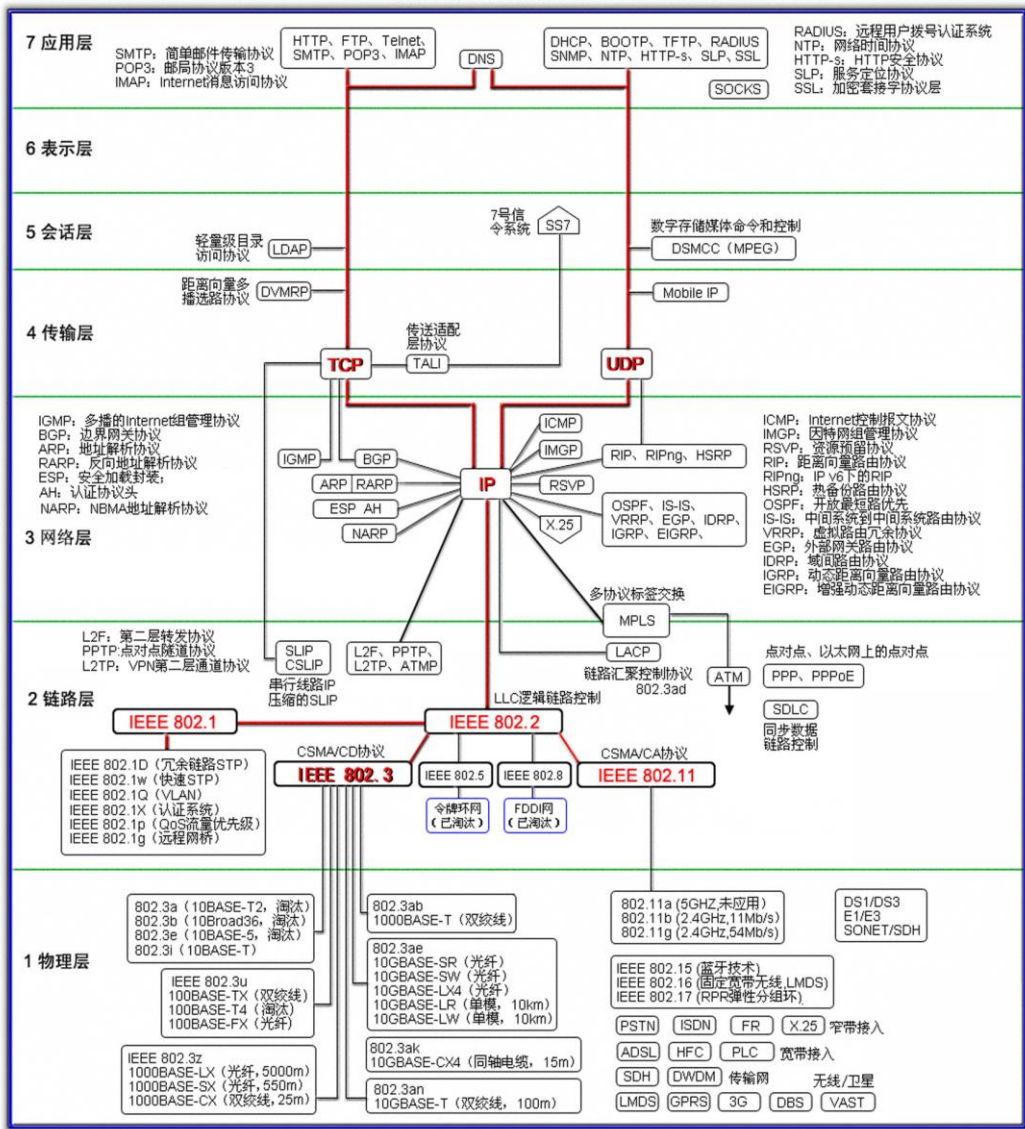 7 应用层
SMTP：简单邮件传输协议
POP3：邮局协议版本3
IMAP：Internet消息访问协议
HTTP、FTP、Telnet、
SMTP、POP3、IMAP
DNS
DHCP、BOOTP、TFTP、RADIUS
SNMP、NTP、HTTP-s、SLP、SSL
SOCKS
RADIUS：远程用户拨号认证系统
NTP：网络时间协议
HTTP-s：HTTP安全协议
SLP：服务定位协议
SSL：加密套接字协议层
6 表示层
5 会话层
轻量级目录
访问协议
LDAP
7号信
令系统
SS7
数字存储媒体命令和控制
DSMCC（MPEG）
4 传输层
距离向量多
播选路协议
DVMRP
Mobile IP
传送适配
层协议
TCP
TALI
UDP
IGMP：多播的Internet组管理协议
BGP：边界网关协议
ARP：地址解析协议
RARP：反向地址解析协议
ESP：安全加载封装；
AH：认证协议头
NARP：NBMA地址解析协议
3 网络层
IGMP
BGP
ARP
RARP
ESP AH
NARP
IP
ICMP
IMGP
RIP、RIPng、HSRP
RSVP
X.25
OSPF、IS-IS、
VRRP、EGP、IDRP、
IGRP、EIGRP、
ICMP：Internet控制报文协议
IMGP：因特网组管理协议
RSVP：资源预留协议
RIP：距离向量路由协议
RIPng：IP v6下的RIP
HSRP：热备份路由协议
OSPF：开放最短路优先
IS-IS：中间系统到中间系统路由协议
VRRP：虚拟路由冗余协议
EGP：外部网关路由协议
IDRP：域间路由协议
IGRP：动态距离向量路由协议
EIGRP：增强动态距离向量路由协议
多协议标签交换
MPLS
L2F：第二层转发协议
PPTP:点对点隧道协议
L2TP：VPN第二层通道协议
SLIP
CSLIP
串行线路IP
压缩的SLIP
L2F、PPTP、
L2TP、ATMP
LACP
链路汇聚控制协议
802.3ad
ATM
点对点、以太网上的点对点
PPP、PPPoE
SDLC
同步数据
链路控制
2 链路层
LLC逻辑链路控制
IEEE 802.1
IEEE 802.2
CSMA/CD协议
CSMA/CA协议
IEEE 802.3
IEEE 802.5
IEEE 802.8
IEEE 802.11
令牌环网
（已淘汰）
FDDI网
（已淘汰）
IEEE 802.1D（冗余链路STP）
IEEE 802.1w（快速STP）
IEEE 802.1Q（VLAN）
IEEE 802.1X（认证系统）
IEEE 802.1p（QoS流量优先级）
IEEE 802.1g（远程网桥）
1 物理层
802.3a（10BASE-T2，淘汰）
802.3b（10Broad36，淘汰）
802.3e（10BASE-5，淘汰）
802.3i（10BASE-T）
IEEE 802.3u
100BASE-TX（双绞线）
100BASE-T4（淘汰）
100BASE-FX（光纤）
IEEE 802.3z
1000BASE-LX（光纤,5000m）
1000BASE-SX（光纤,550m）
1000BASE-CX（双绞线,25m）
802.3ab
1000BASE-T（双绞线）
802.3ae
10GBASE-SR（光纤）
10GBASE-SW（光纤）
10GBASE-LX4（光纤）
10GBASE-LR（单模，10km）
10GBASE-LW（单模，10km）
802.3ak
10GBASE-CX4（同轴电缆，15m）
802.3an
10GBASE-T（双绞线，100m）
802.11a (5GHZ,未应用）
802.11b (2.4GHZ,11Mb/s)
802.11g (2.4GHZ,54Mb/s)
DS1/DS3
E1/E3
SONET/SDH
IEEE 802.15 (蓝牙技术）
IEEE 802.16 (固定宽带无线,LMDS)
IEEE 802.17 (RPR弹性分组环）
PSTN ISDN FR X.25 窄带接入
ADSL HFC PLC 宽带接入
SDH DWDM 传输网 无线/卫星
LMDS GPRS 3G DBS VAST